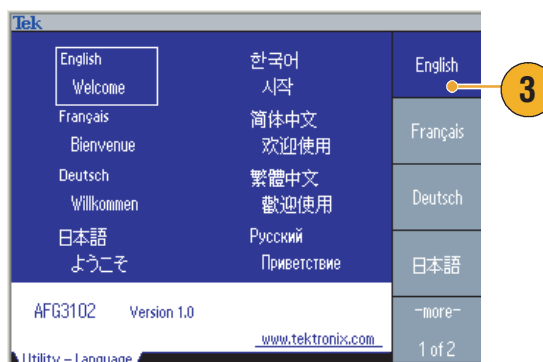 Tek
English
Welcome
Français
Bienvenue
Deutsch
Willkommen
日本語
ようこそ
한국어
시작
简体中文
欢迎使用
繁體中文
歡迎使用
Русский
Приветствие
AFG3102 Version 1.0
www.tektronix.com
Utility – Language
English
Français
Deutsch
日本語
–more–
1 of 2
3